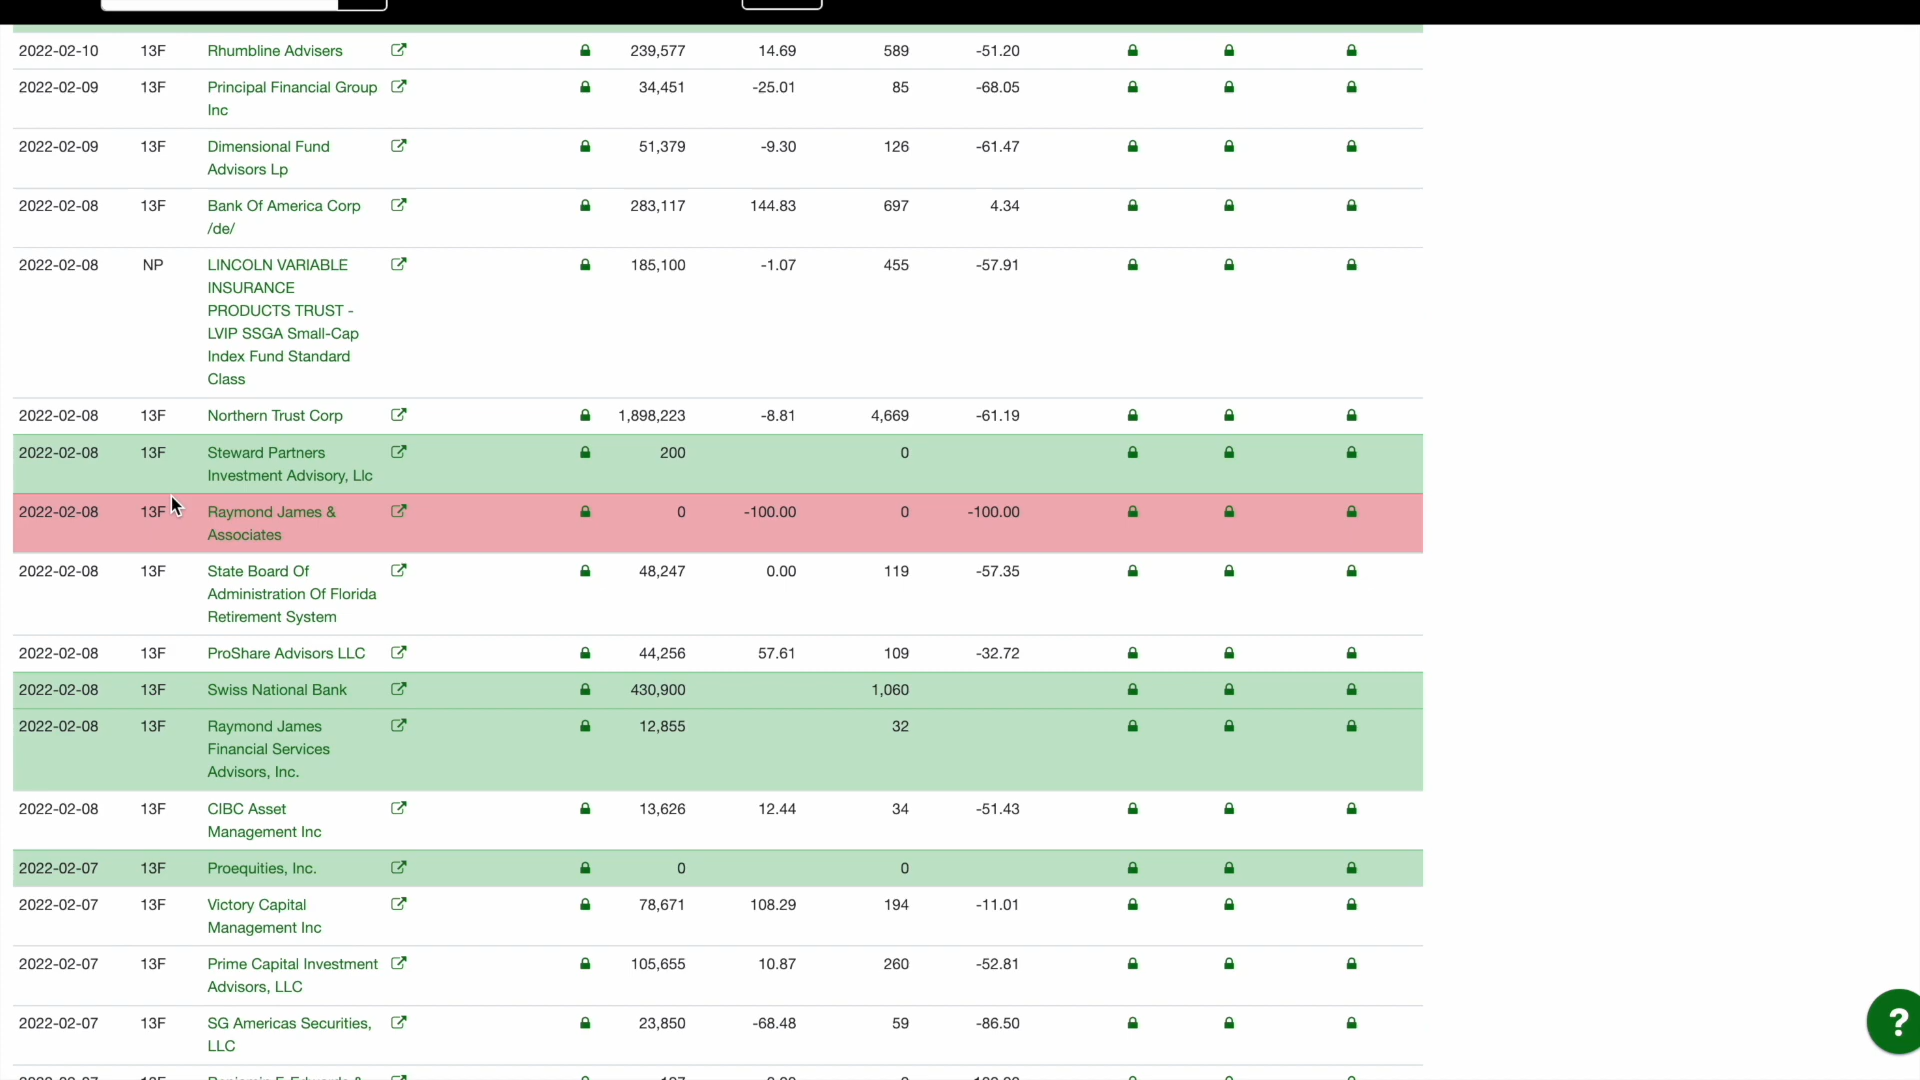 2022-02-10 13F Rhumbline Advisers 239,577 14.69 589 -51.20
2022-02-09 13F Principal Financial Group 34,451 -25.01 85 -68.05
Inc
2022-02-09 13F Dimensional Fund 51,379 -9.30 126 -61.47
Advisors Lp
2022-02-08 13F Bank Of America Corp 283,117 144.83 697 4.34
/de/
2022-02-08 NP LINCOLN VARIABLE 185,100 -1.07 455 -57.91
INSURANCE
PRODUCTS TRUST -
LVIP SSGA Small-Cap
Index Fund Standard
Class
2022-02-08 13F Northern Trust Corp 1,898,223 -8.81 4,669 -61.19
2022-02-08 13F Steward Partners 200 0
Investment Advisory, Llc
2022-02-08 13F Raymond James & 0 -100.00 0 -100.00
Associates
2022-02-08 13F State Board Of 48,247 0.00 119 -57.35
Administration Of Florida
Retirement System
2022-02-08 13F ProShare Advisors LLC 44,256 57.61 109 -32.72
2022-02-08 13F Swiss National Bank 430,900 1,060
2022-02-08 13F Raymond James 12,855 32
Financial Services
Advisors, Inc.
2022-02-08 13F CIBC Asset 13,626 12.44 34 -51.43
Management Inc
2022-02-07 13F Proequities, Inc. 0 0
2022-02-07 13F Victory Capital 78,671 108.29 194 -11.01
Management Inc
2022-02-07 13F Prime Capital Investment 105,655 10.87 260 -52.81
Advisors, LLC
2022-02-07 13F SG Americas Securities, 23,850 -68.48 59 -86.50
LLC
?